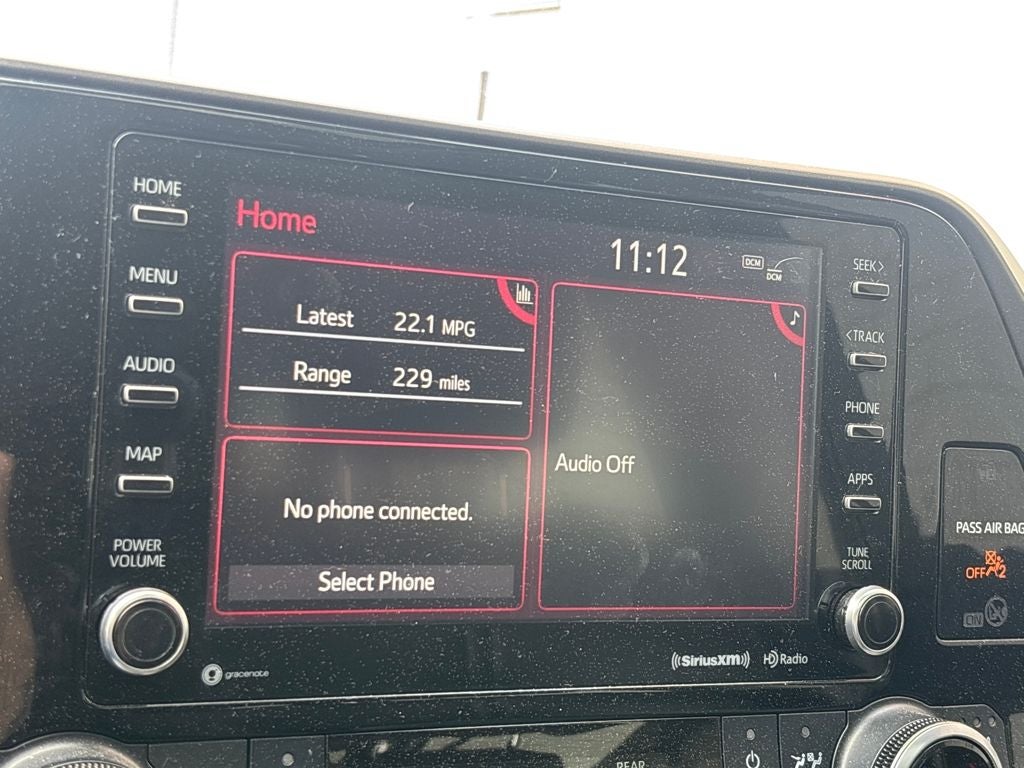 HOME
MENU
AUDIO
MAP
POWER
VOLUME
Home
11:12
DCM
DCM
Latest 22.1 MPG
Range 229 miles
No phone connected.
Select Phone
Audio Off
SEEK >
< TRACK
PHONE
APPS
TUNE
SCROLL
gracenote
((SiriusXM))
HD Radio
PASS AIR BAG
OFF 2
ON
REAR